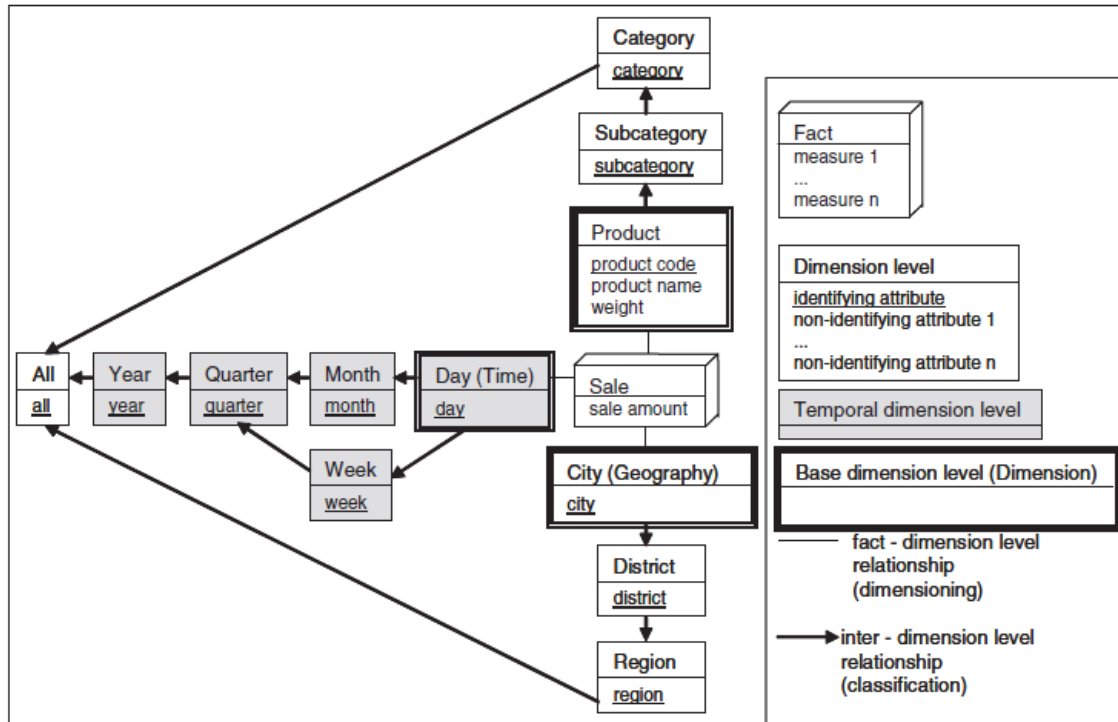 Category
category
Subcategory
subcategory
Product
product code
product name
weight
All
all
Year
year
Quarter
quarter
Month
month
Day (Time)
day
Week
week
Sale
sale amount
City (Geography)
city
District
district
Region
region
Fact
measure 1
...
measure n
Dimension level
identifying attribute
non-identifying attribute 1
...
non-identifying attribute n
Temporal dimension level
Base dimension level (Dimension)
fact - dimension level
relationship
(dimensioning)
inter - dimension level
relationship
(classification)